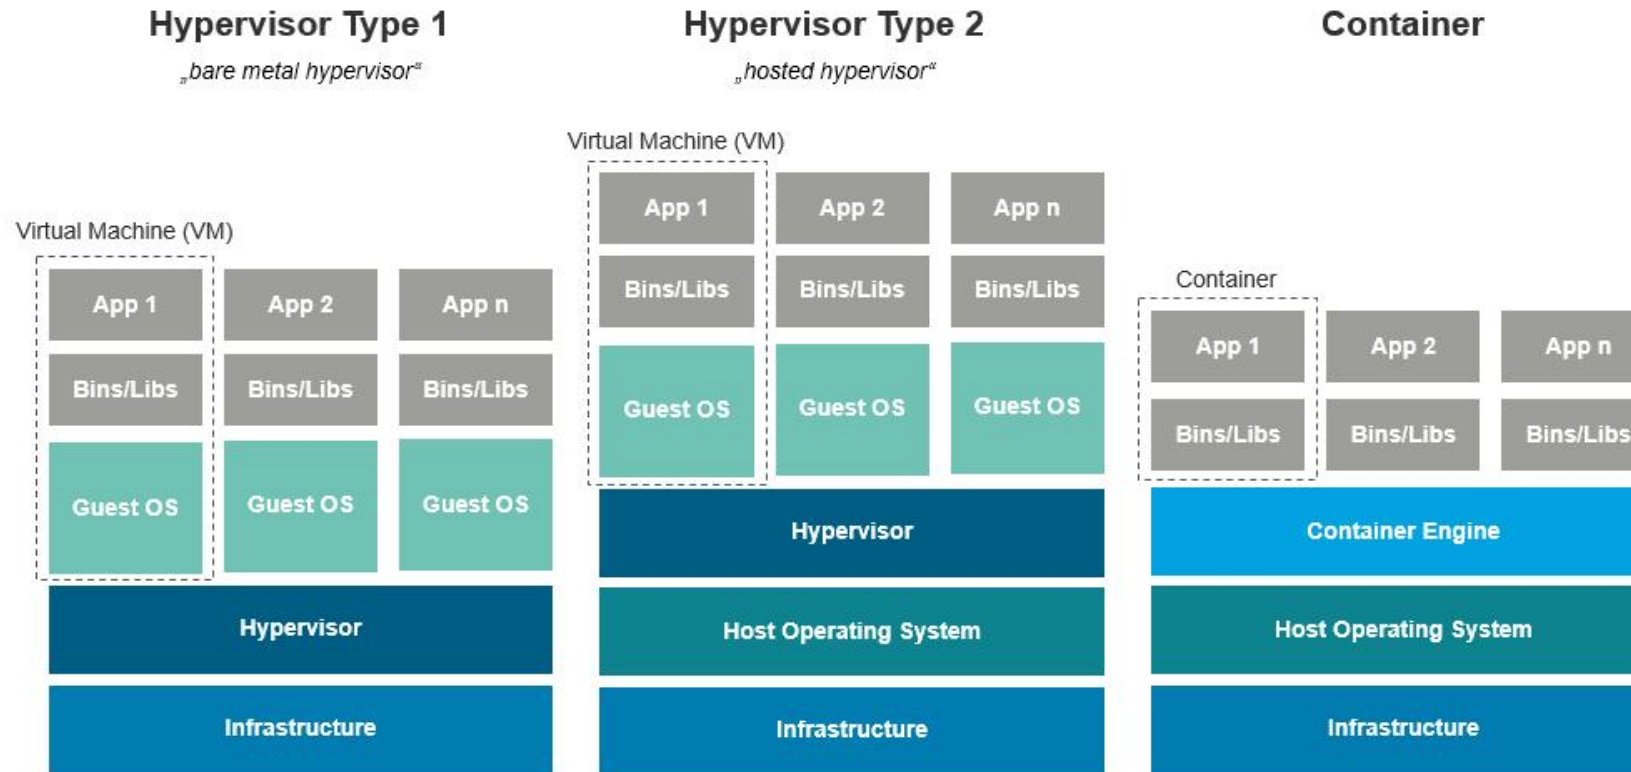 Hypervisor Type 1
„bare metal hypervisor“
Virtual Machine (VM)
App 1
App 2
App n
Bins/Libs
Bins/Libs
Bins/Libs
Guest OS
Guest OS
Guest OS
Hypervisor
Infrastructure
Hypervisor Type 2
„hosted hypervisor“
Virtual Machine (VM)
App 1
App 2
App n
Bins/Libs
Bins/Libs
Bins/Libs
Guest OS
Guest OS
Guest OS
Hypervisor
Host Operating System
Infrastructure
Container
Container
App 1
App 2
App n
Bins/Libs
Bins/Libs
Bins/Libs
Container Engine
Host Operating System
Infrastructure